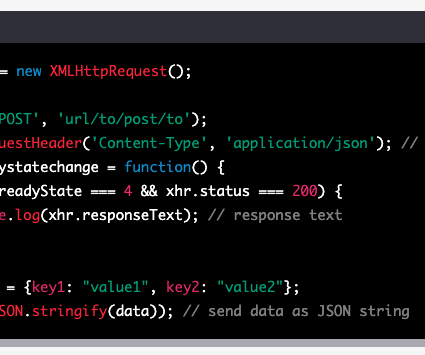 = new XMLHttpRequest();
POST', 'url/to/post/to');
uestHeader('Content-Type', 'application/json'); //
ystatechange = function() {
readyState === 4 && xhr.status === 200) {
e.log(xhr.responseText); // response text
= {key1: "value1", key2: "value2"};
SON.stringify(data)); // send data as JSON string